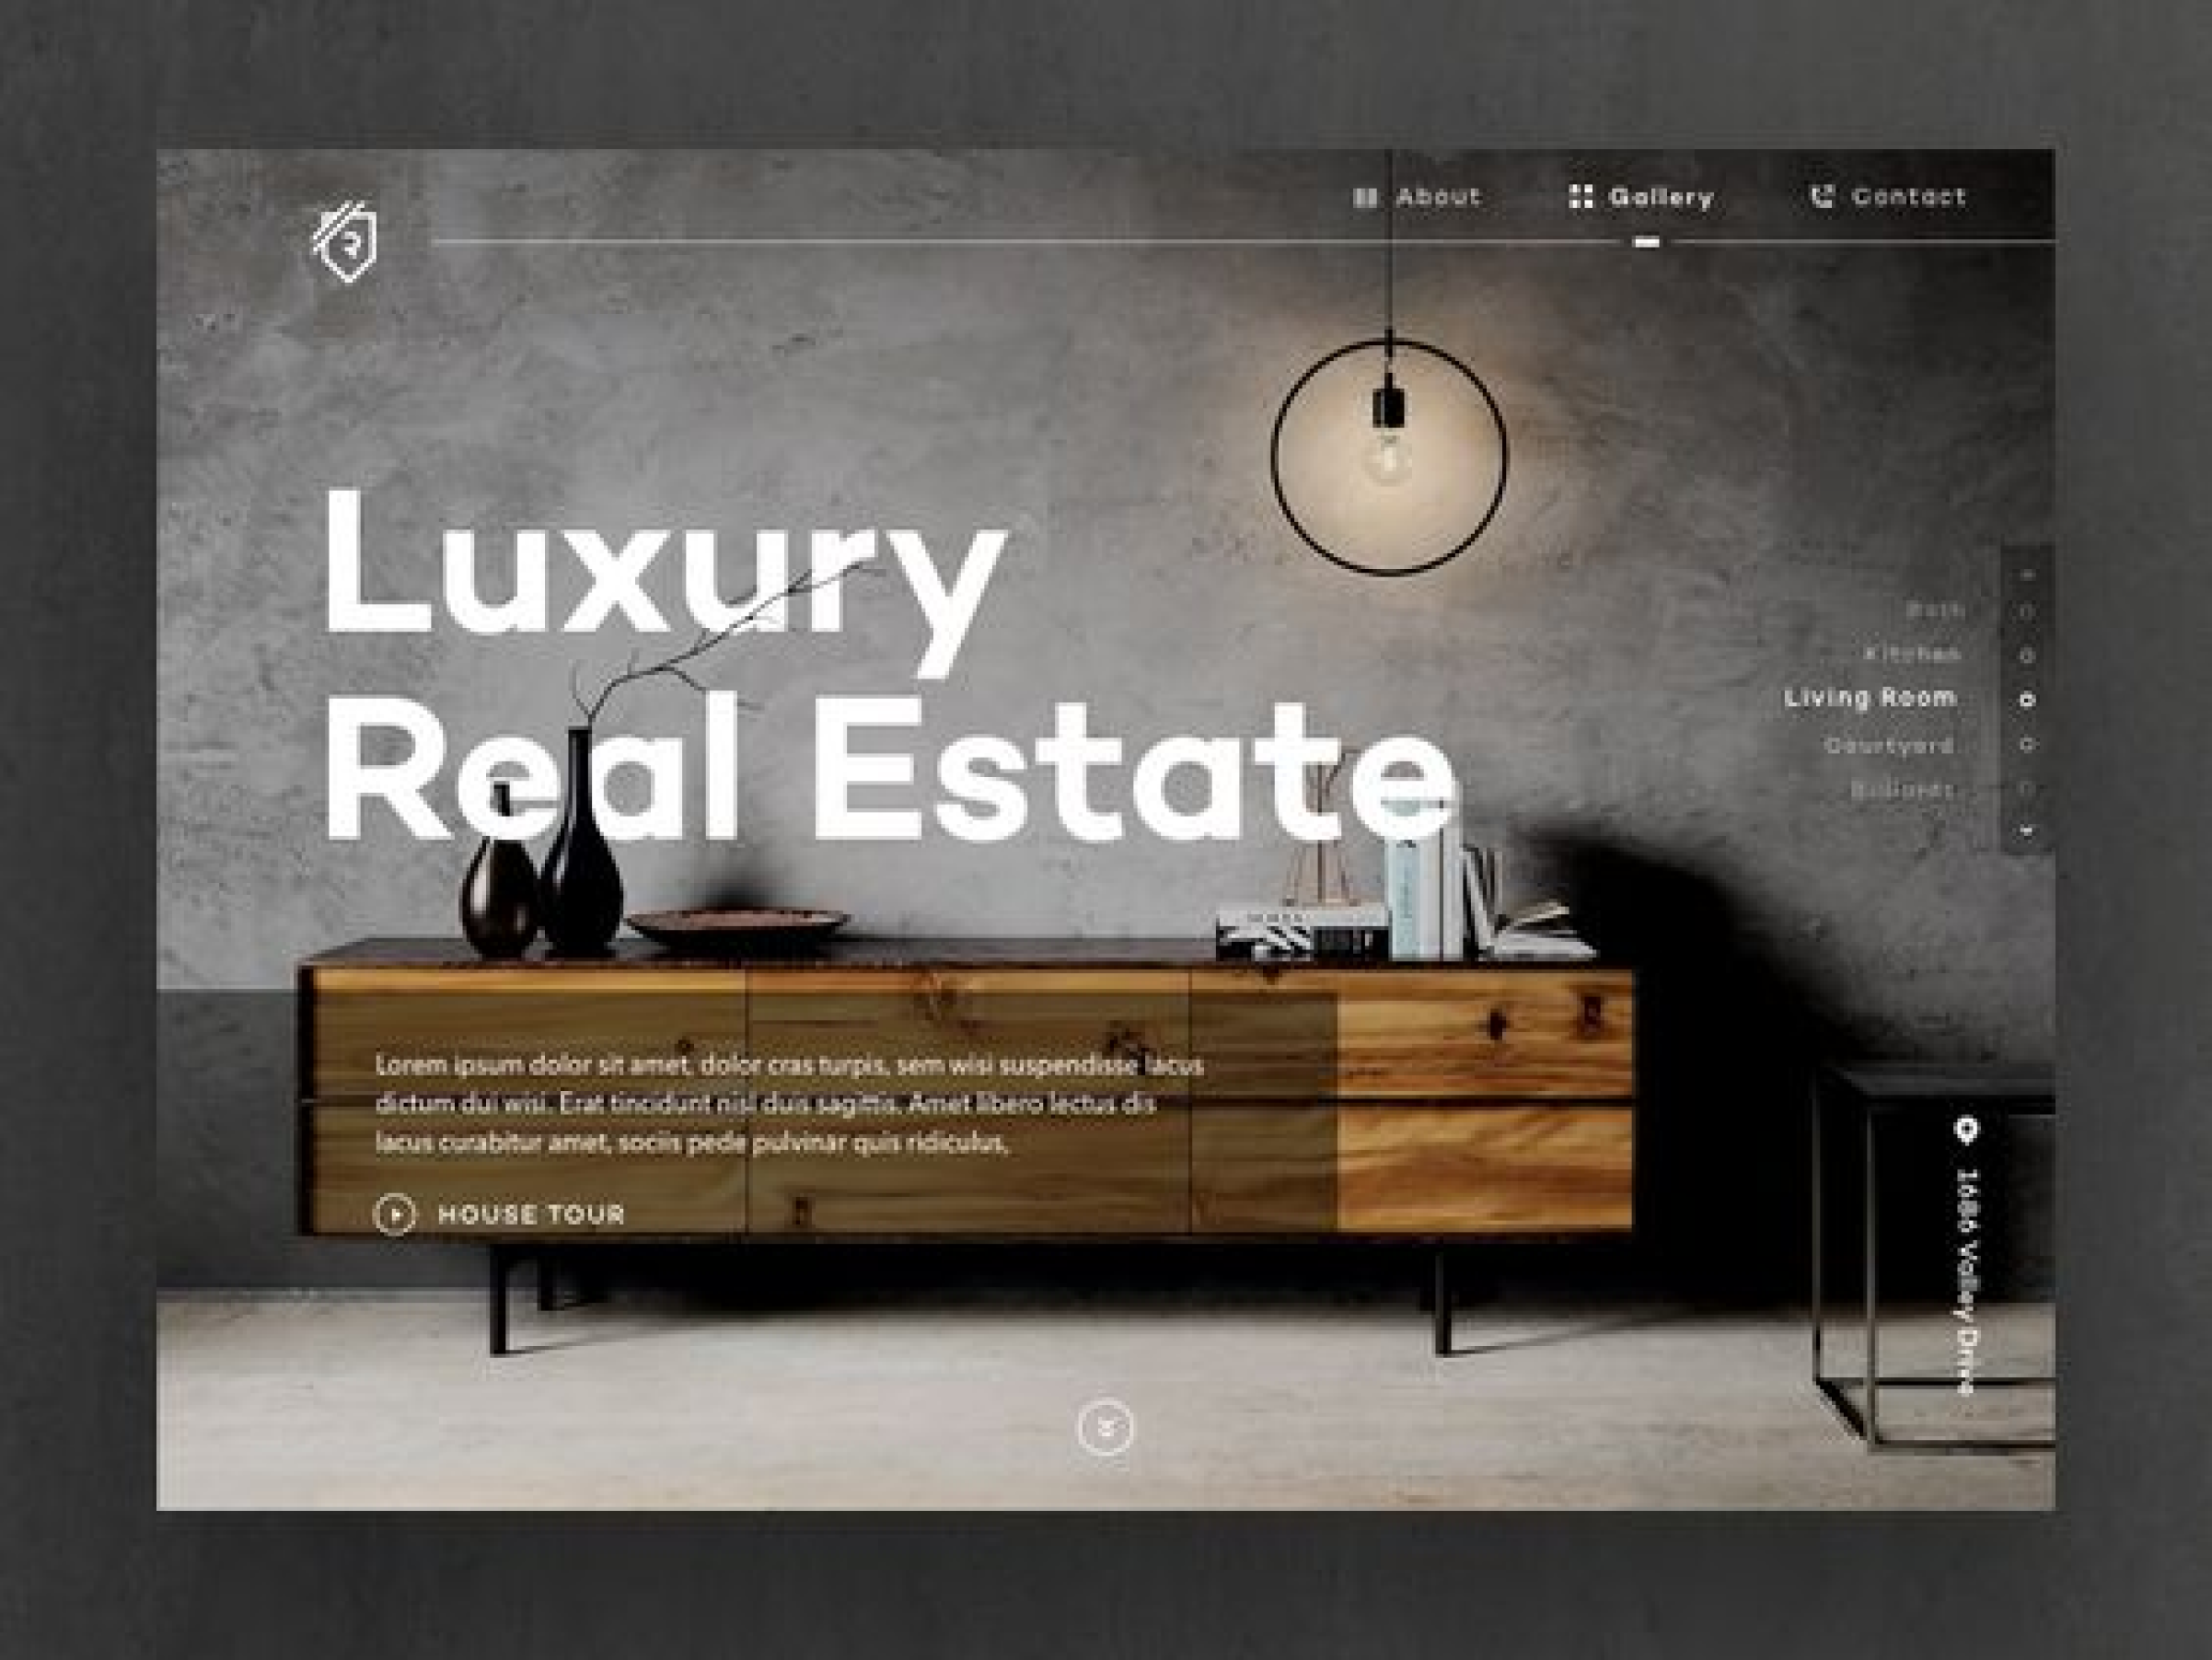 About
Gallery
Contact
Luxury
Real Estate
Bath
Kitchen
Living Room
Courtyard
Billiards
Lorem ipsum dolor sit amet, dolor cras turpis, sem wisi suspendisse lacus
dictum dui wisi. Erat tincidunt nisl duis sagittis. Amet libero lectus dis
lacus curabitur amet, sociis pede pulvinar quis ridiculus,
HOUSE TOUR
1686 Valley Drive